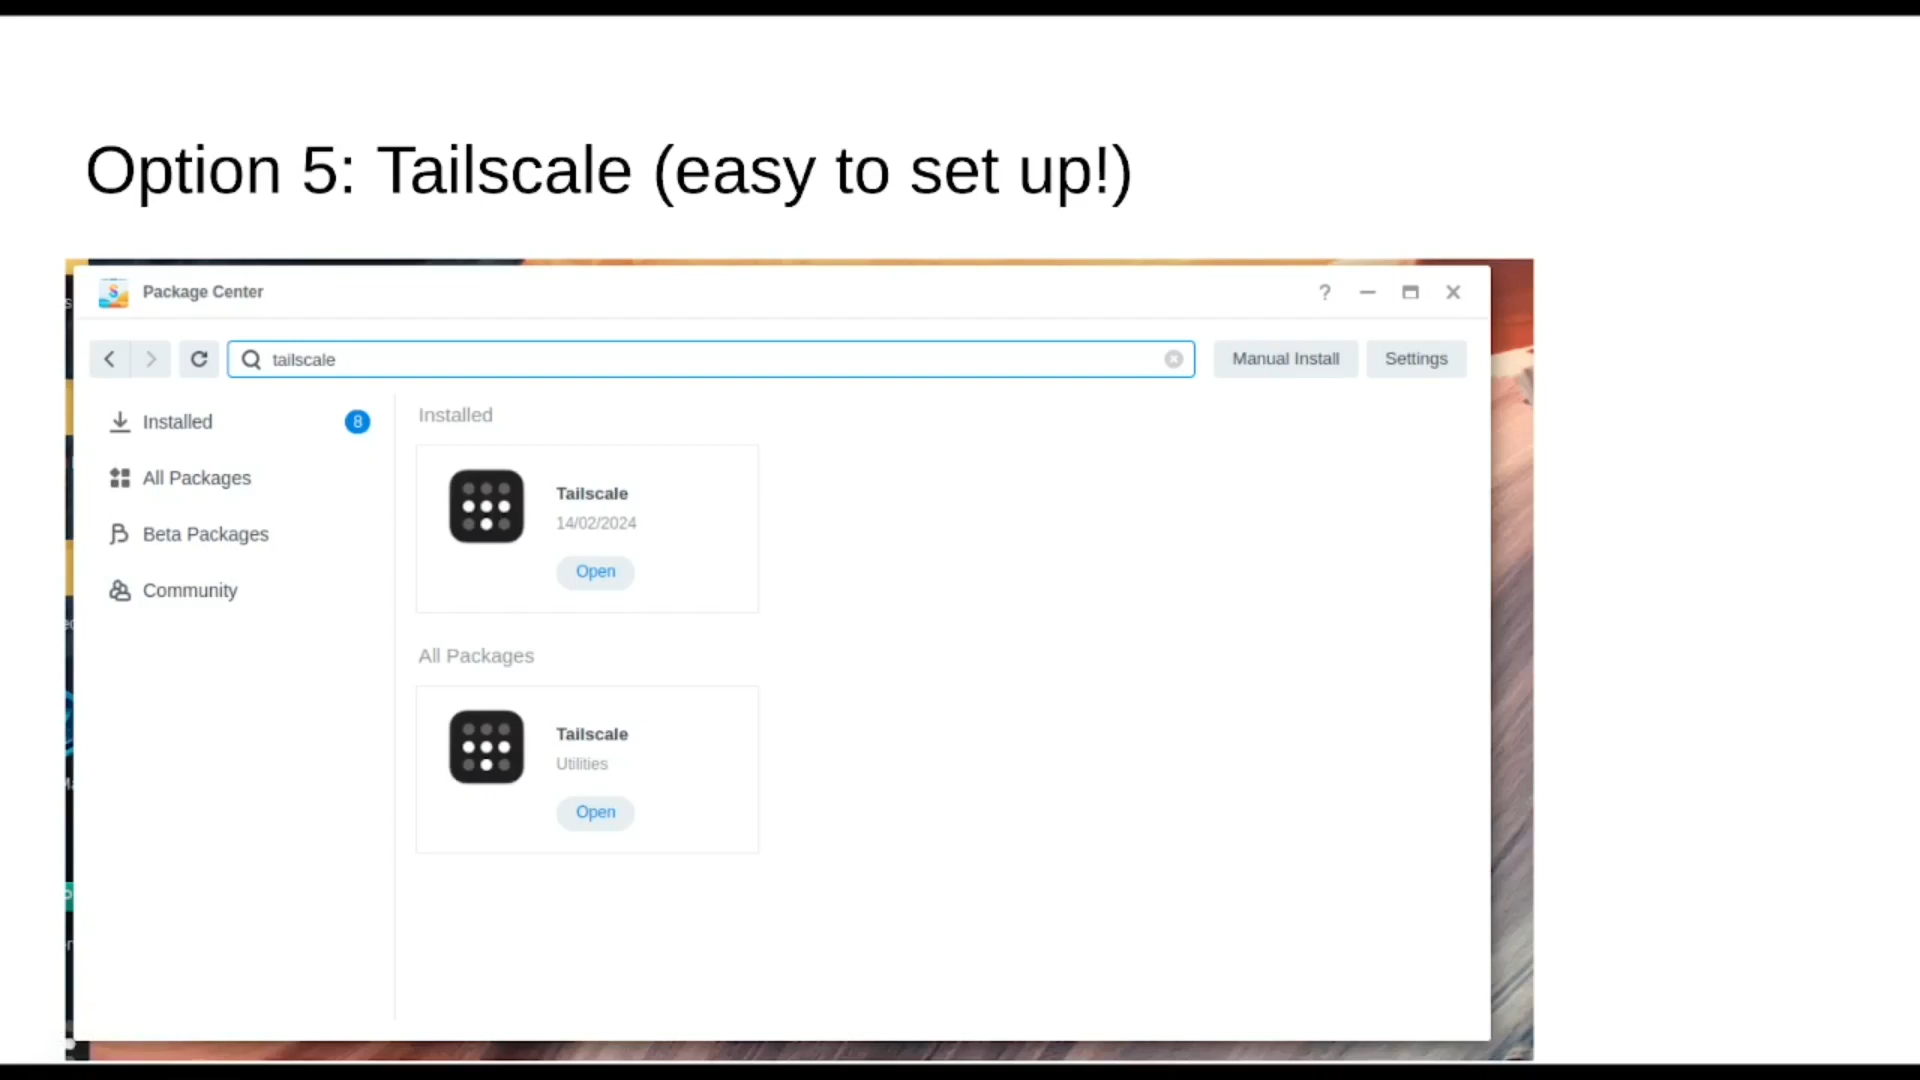 Option 5: Tailscale (easy to set up!)
Package Center
tailscale
Manual Install
Settings
Installed
8
All Packages
Beta Packages
Community
Installed
Tailscale
14/02/2024
Open
All Packages
Tailscale
Utilities
Open